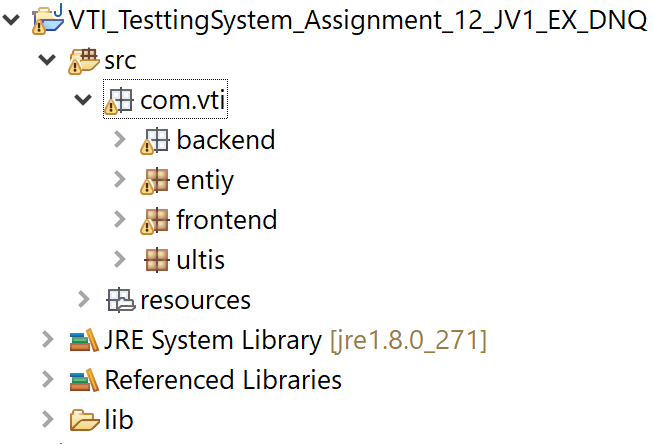 VTI_TesttingSystem_Assignment_12_JV1_EX_DNQ
src
com.vti
backend
entiy
frontend
ultis
resources
JRE System Library [jre1.8.0_271]
Referenced Libraries
lib